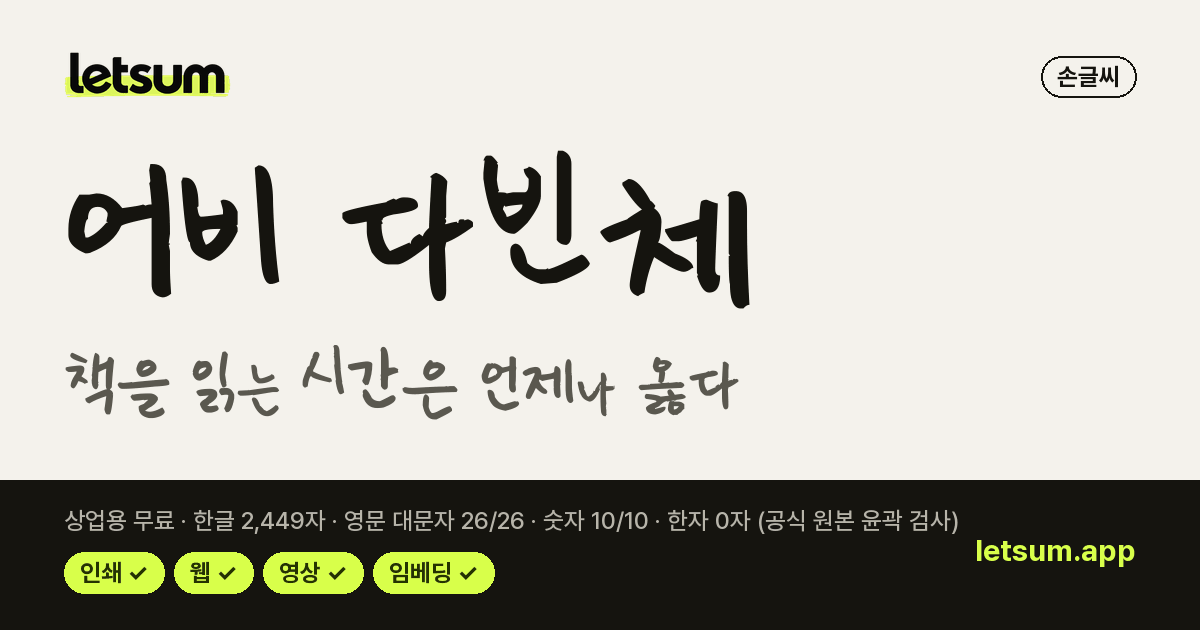 letsum
손글씨
어비 다빈체
책을 읽는 시간은 언제나 옳다
상업용 무료 · 한글 2,449자 · 영문 대문자 26/26 · 숫자 10/10 · 한자 0자 (공식 원본 윤곽 검사)
letsum.app
인쇄 ✓ 웹 ✓ 영상 ✓ 임베딩 ✓